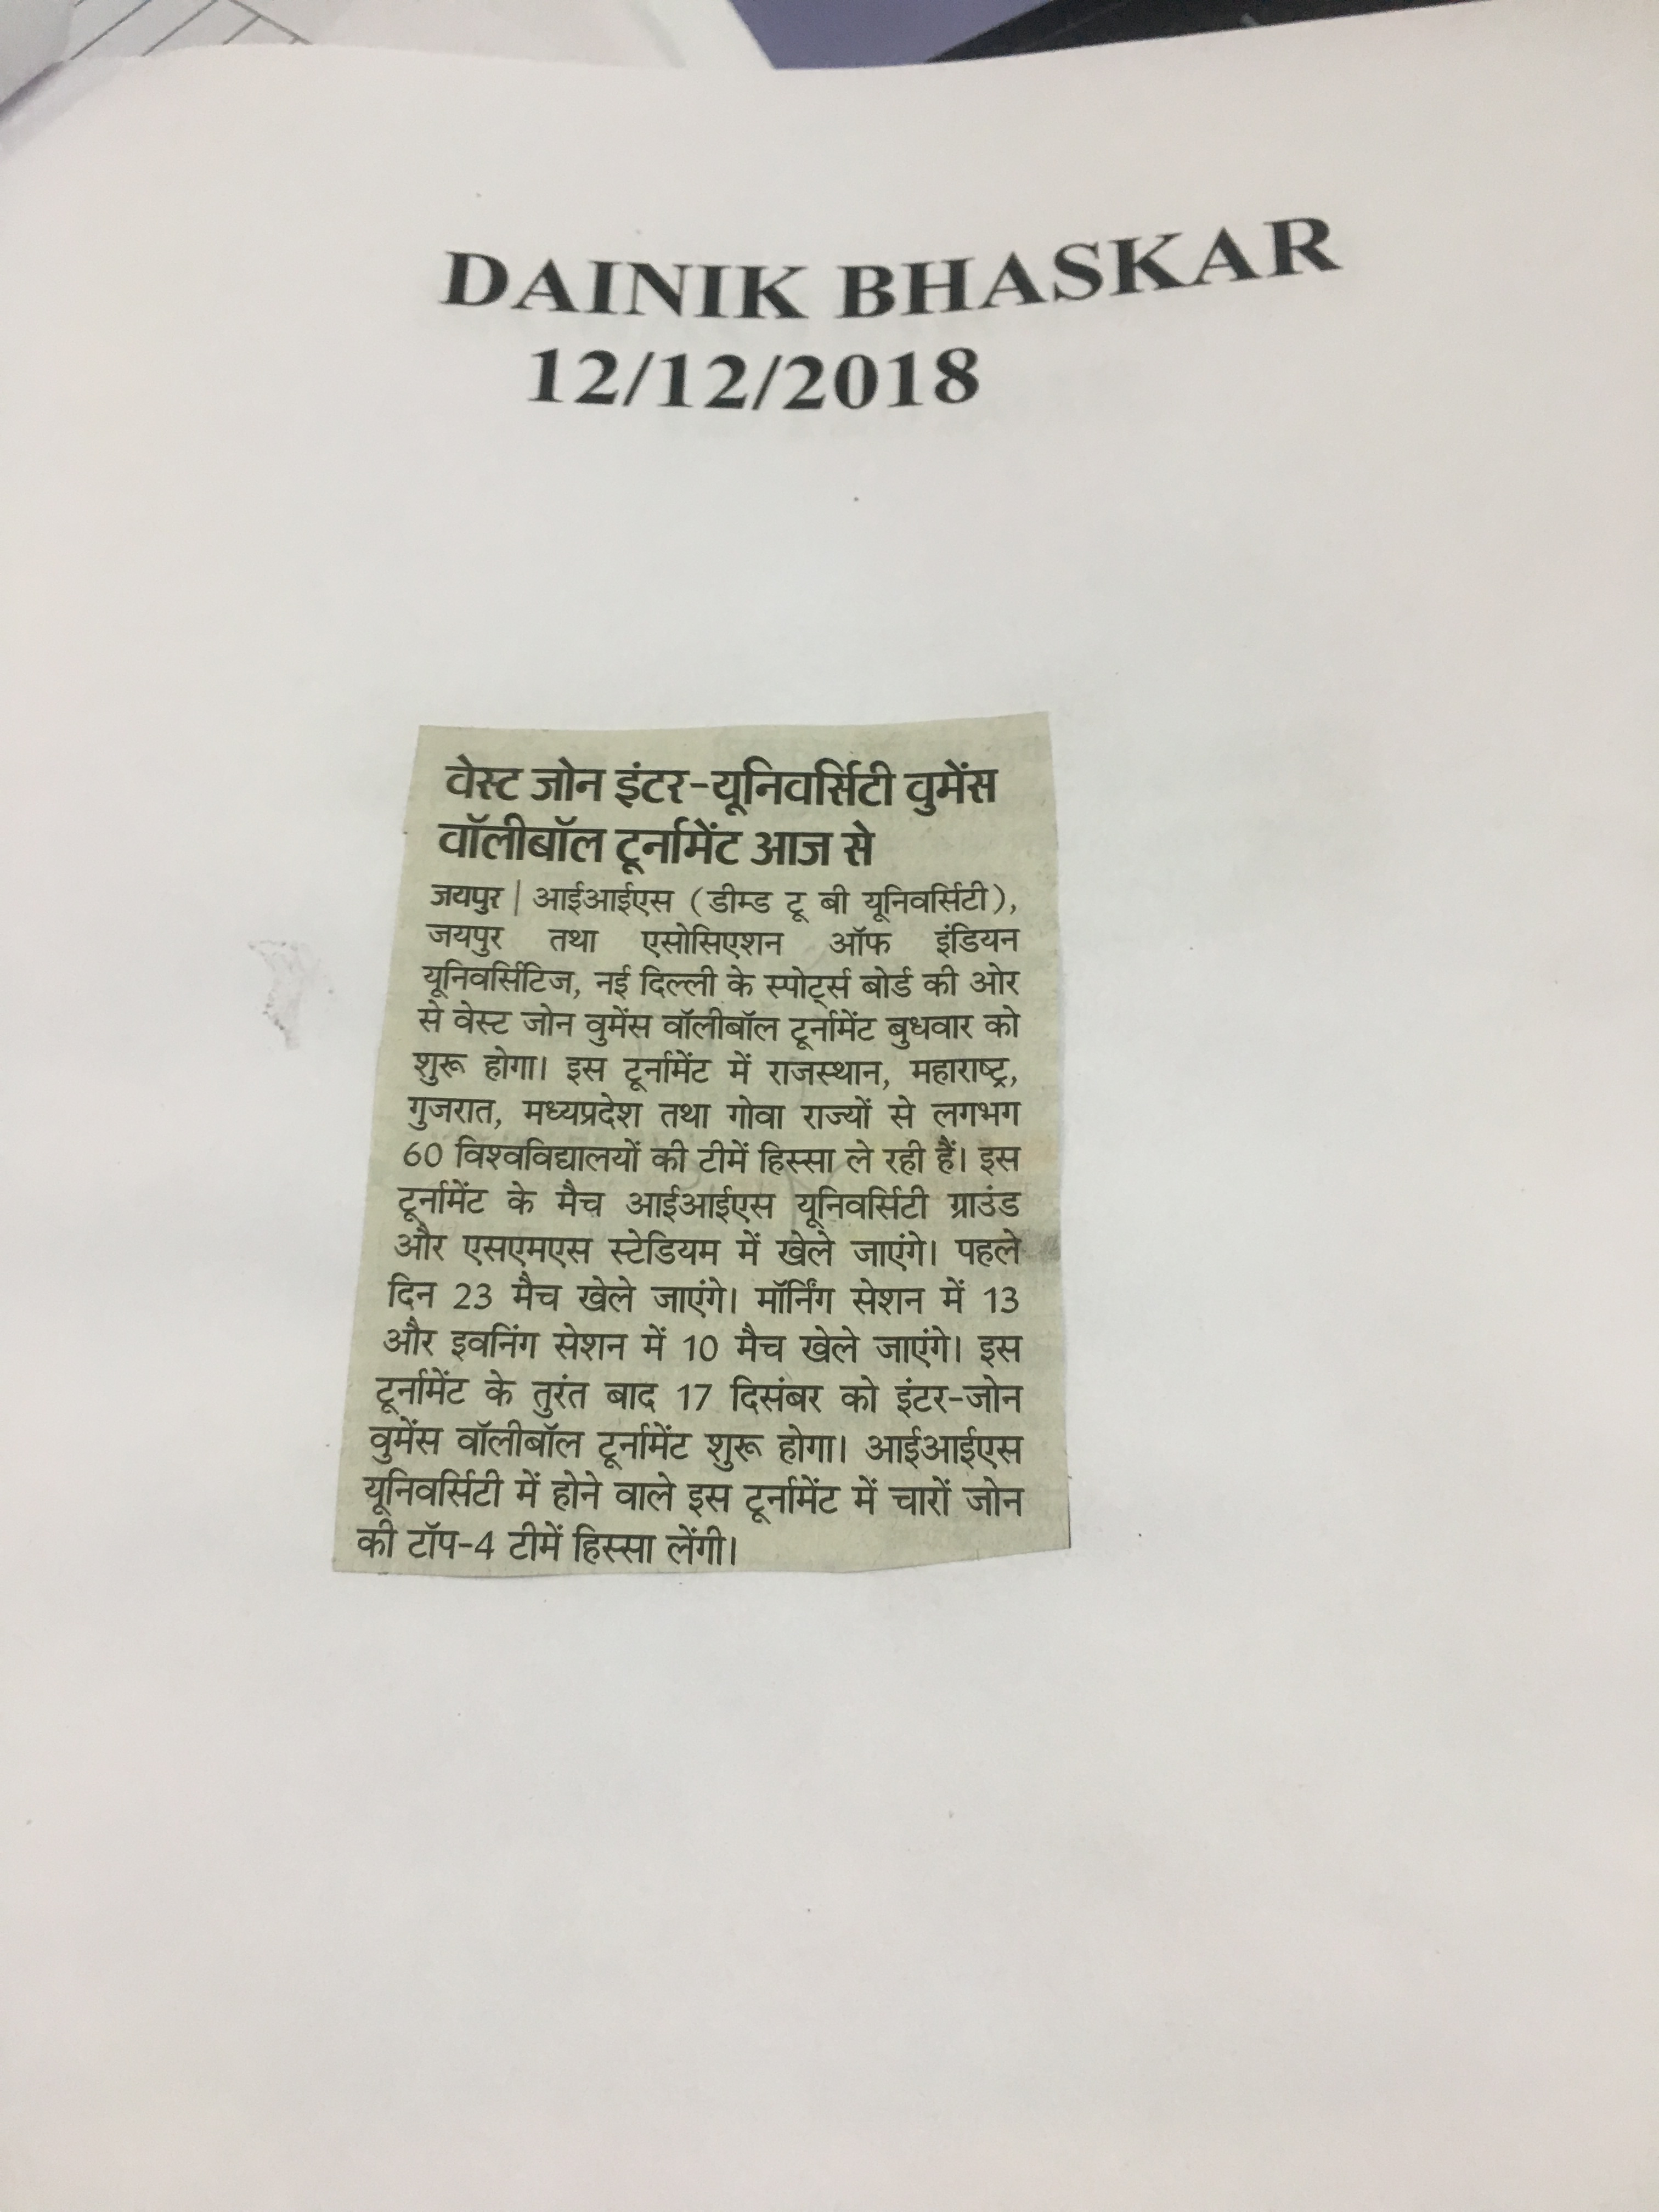 DAINIK BHASKAR
12/12/2018
वेस्ट जोन इंटर-यूनिवर्सिटी वुमेंस
वॉलीबॉल टूर्नामेंट आज से
जयपुर | आईआईएस (डीम्ड टू बी यूनिवर्सिटी),
जयपुर तथा एसोसिएशन ऑफ इंडियन
यूनिवर्सिटिज, नई दिल्ली के स्पोर्ट्स बोर्ड की ओर
से वेस्ट जोन वुमेंस वॉलीबॉल टूर्नामेंट बुधवार को
शुरू होगा। इस टूर्नामेंट में राजस्थान, महाराष्ट्र,
गुजरात, मध्यप्रदेश तथा गोवा राज्यों से लगभग
60 विश्वविद्यालयों की टीमें हिस्सा ले रही हैं। इस
टूर्नामेंट के मैच आईआईएस यूनिवर्सिटी ग्राउंड
और एसएमएस स्टेडियम में खेले जाएंगे। पहले
दिन 23 मैच खेले जाएंगे। मॉर्निंग सेशन में 13
और इवनिंग सेशन में 10 मैच खेले जाएंगे। इस
टूर्नामेंट के तुरंत बाद 17 दिसंबर को इंटर-जोन
वुमेंस वॉलीबॉल टूर्नामेंट शुरू होगा। आईआईएस
यूनिवर्सिटी में होने वाले इस टूर्नामेंट में चारों जोन
की टॉप-4 टीमें हिस्सा लेंगी।